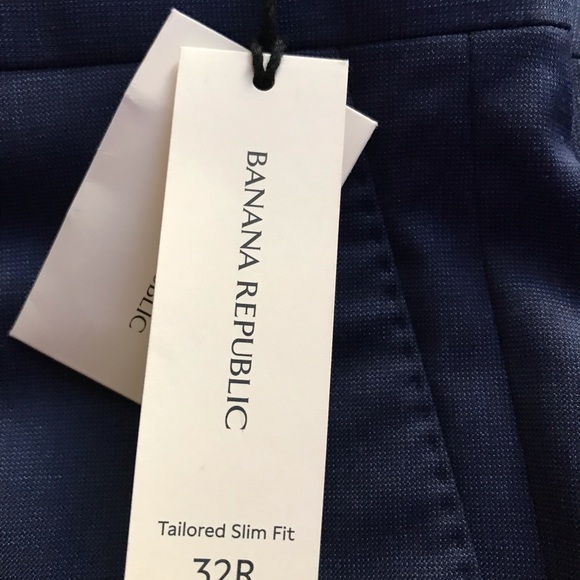 BANANA REPUBLIC
Tailored Slim Fit
32R